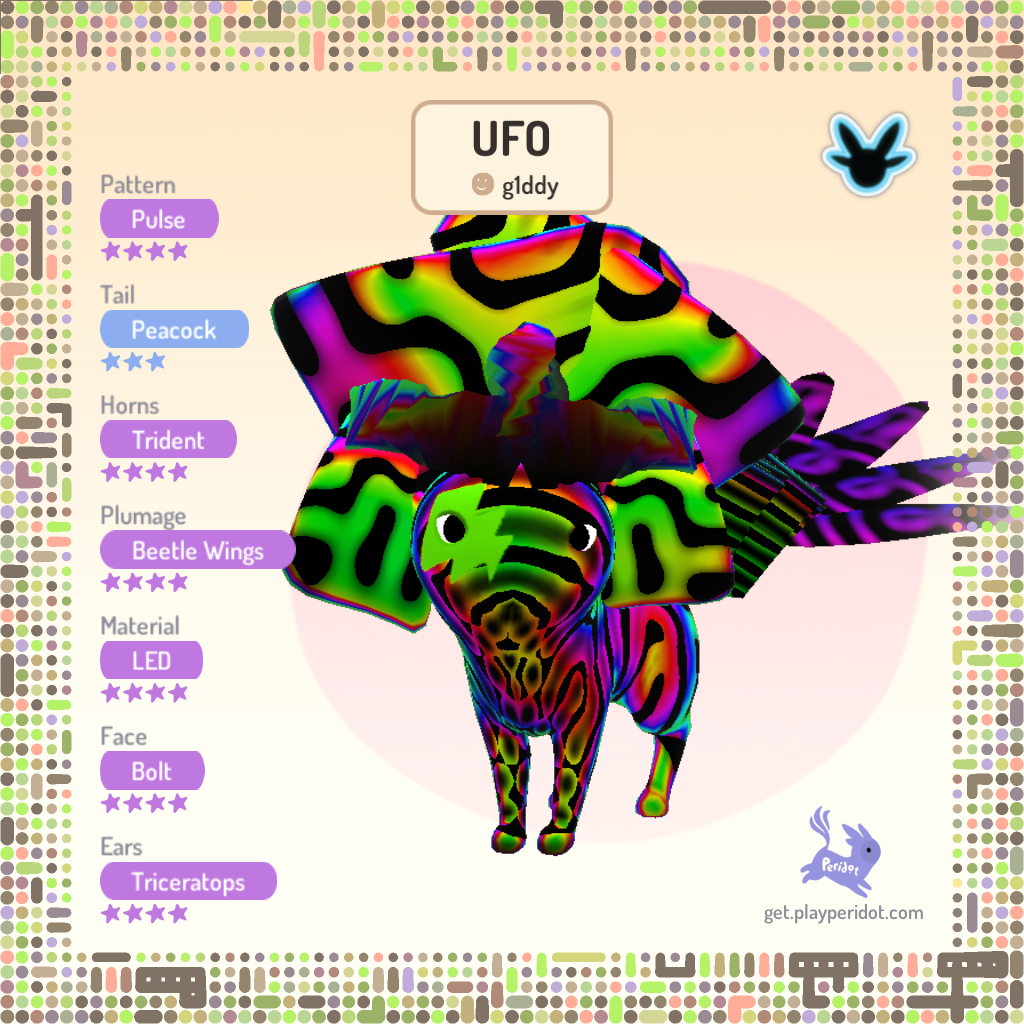 UFO
g1ddy
Pattern
Pulse
Tail
Peacock
Horns
Trident
Plumage
Beetle Wings
Material
LED
Face
Bolt
Ears
Triceratops
Peridot
get.playperidot.com